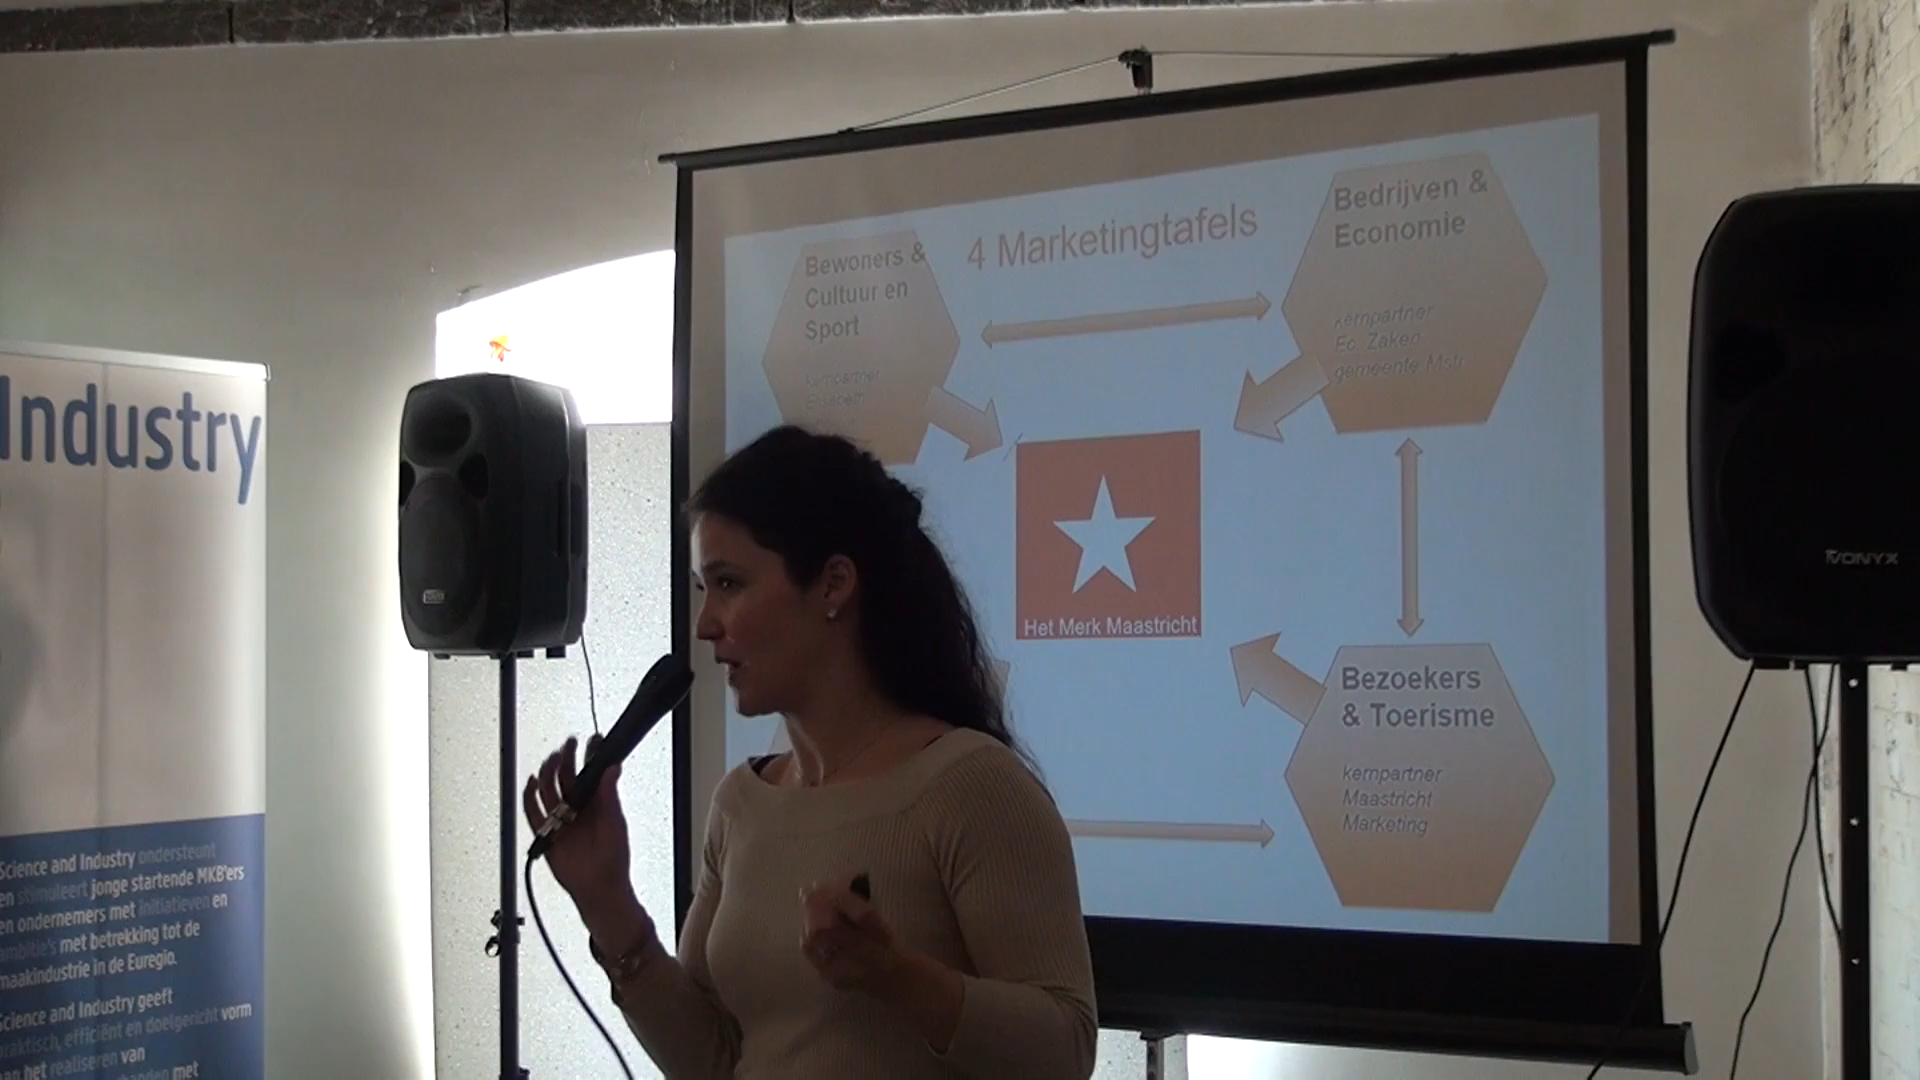 Industry
Science and Industry ondersteunt
en stimuleert jonge startende MKB'ers
en ondernemers met initiatieven en
ambitie's met betrekking tot de
maakindustrie in de Euregio.
Science and Industry geeft
praktisch, efficiënt en doelgericht vorm
aan het realiseren van
met
4 Marketingtafels
Bewoners &
Cultuur en
Sport
kernpartner
Bedrijven &
Economie
kernpartner
Ec. Zaken
gemeente Mstr
Het Merk Maastricht
Bezoekers
& Toerisme
kernpartner
Maastricht
Marketing
VONYX